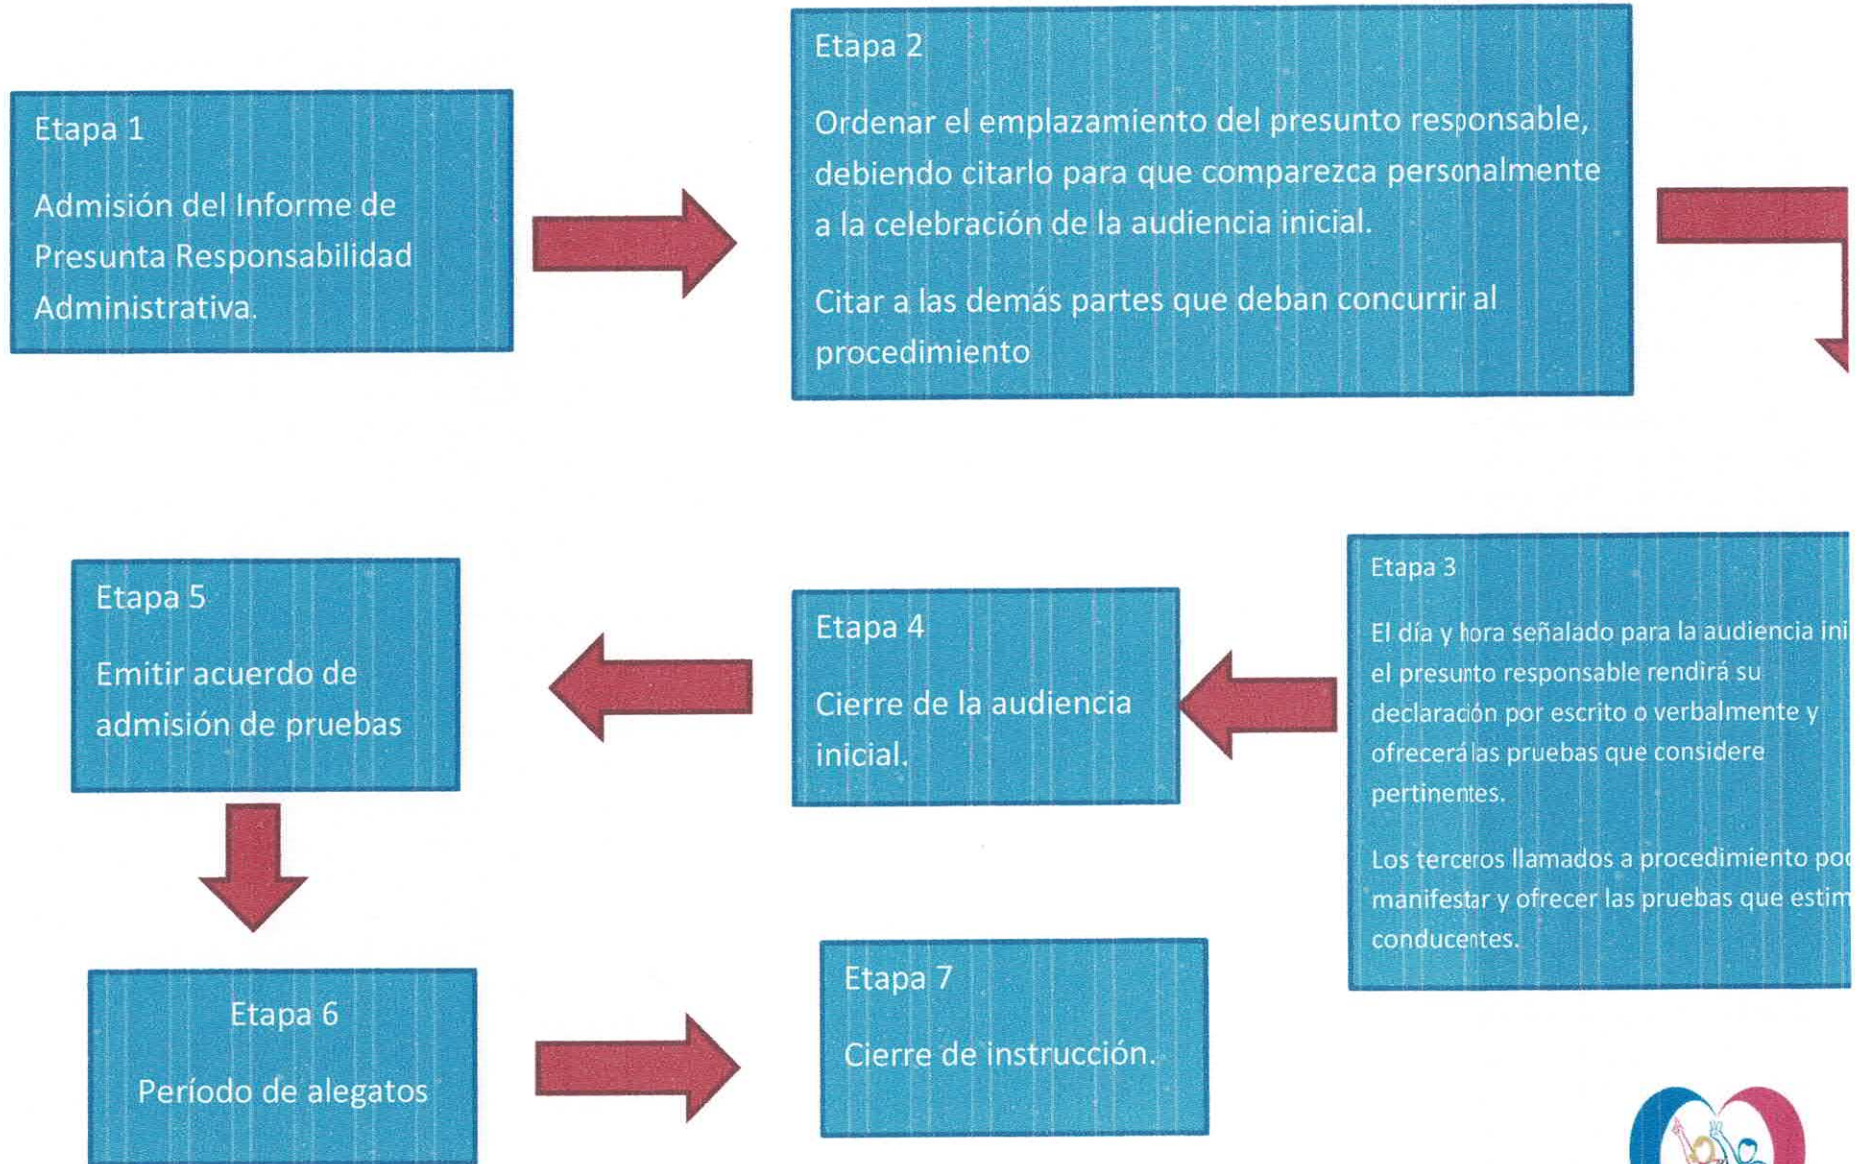 Etapa 1
Admisión del Informe de
Presunta Responsabilidad
Administrativa.
Etapa 2
Ordenar el emplazamiento del presunto responsable,
debiendo citarlo para que comparezca personalmente
a la celebración de la audiencia inicial.
Citar a las demás partes que deban concurrir al
procedimiento
Etapa 3
El día y hora señalado para la audiencia ini
el presunto responsable rendirá su
declaración por escrito o verbalmente y
ofrecerá las pruebas que considere
pertinentes.
Los terceros llamados a procedimiento
manifestar y ofrecer las pruebas que estim
conducentes.
Etapa 4
Cierre de la audiencia
inicial.
Etapa 5
Emitir acuerdo de
admisión de pruebas
Etapa 6
Período de alegatos
Etapa 7
Cierre de instrucción.